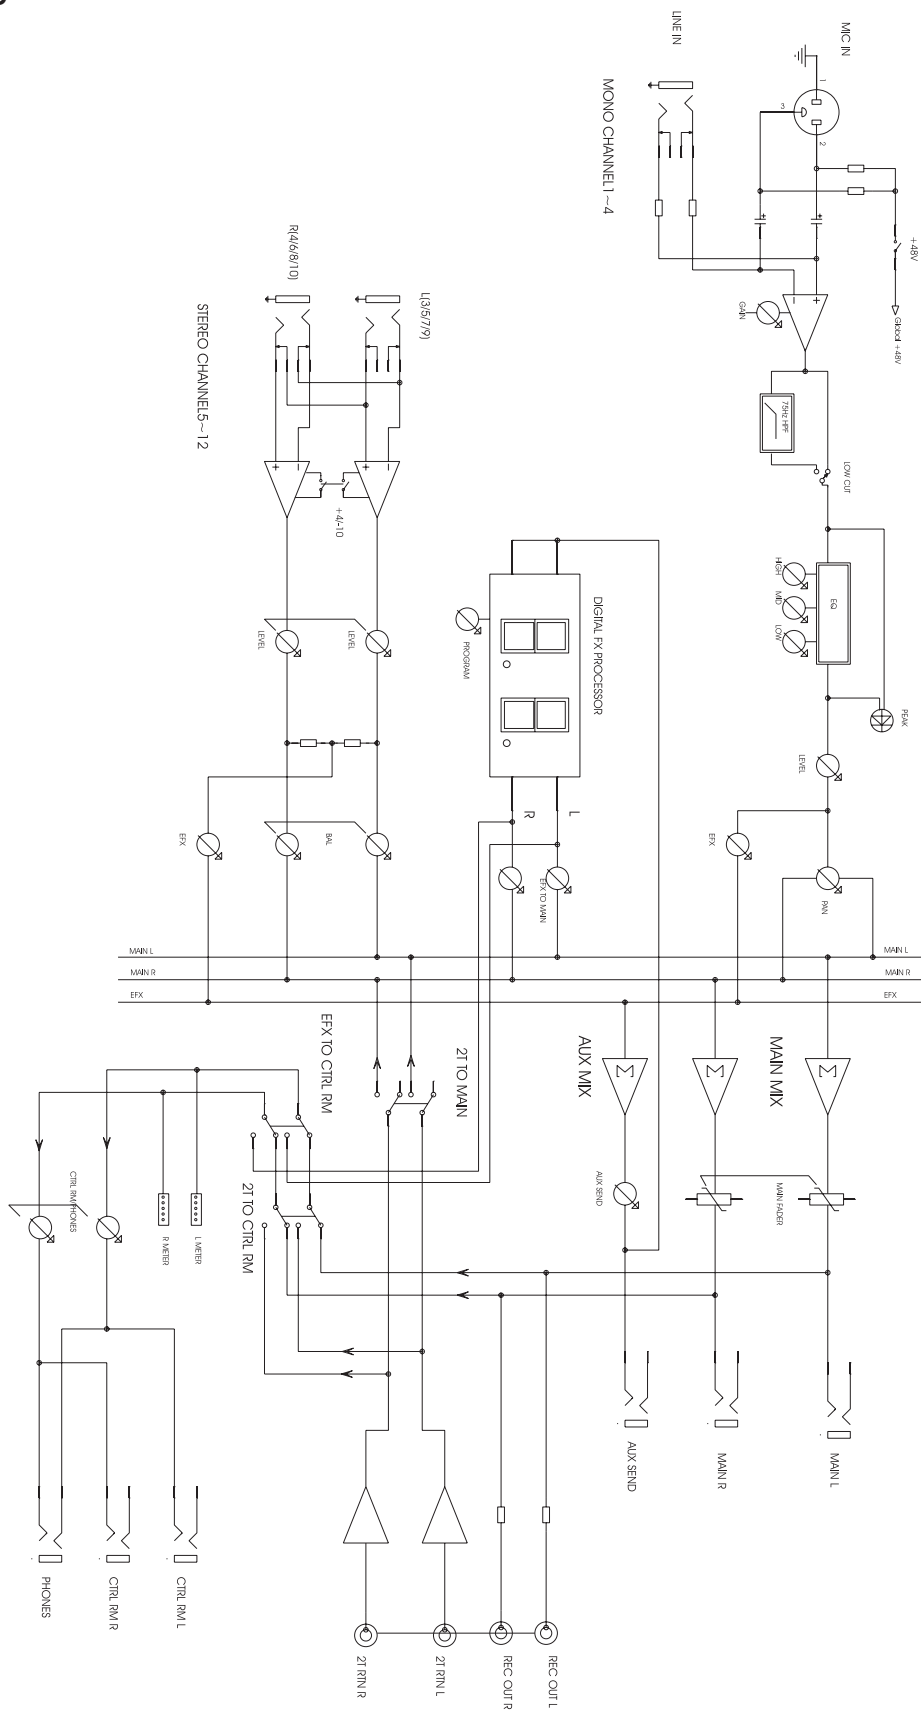 MIC IN
LINE IN
1
2
3
MONO CHANNEL1~4
+48V
Global +48V
+
−
GAIN
75Hz HPF
LOW CUT
EQ
HIGH
MID
LOW
PEAK
LEVEL
EFX
PAN
MAIN L
MAIN R
EFX
MAIN MIX
Σ
Σ
MAIN FADER
MAIN L
MAIN R
AUX MIX
Σ
AUX SEND
AUX SEND
DIGITAL FX PROCESSOR
PROGRAM
L
R
EFX TO MAIN
L(3/5/7/9)
R(4/6/8/10)
STEREO CHANNEL5~12
−
+
−
+
+4/-10
LEVEL
LEVEL
BAL
EFX
MAIN L
MAIN R
EFX
2T TO MAIN
EFX TO CTRL RM
2T TO CTRL RM
L METER
R METER
CTRL RM/PHONES
REC OUT L
REC OUT R
2T RTN L
2T RTN R
CTRL RM L
CTRL RM R
PHONES